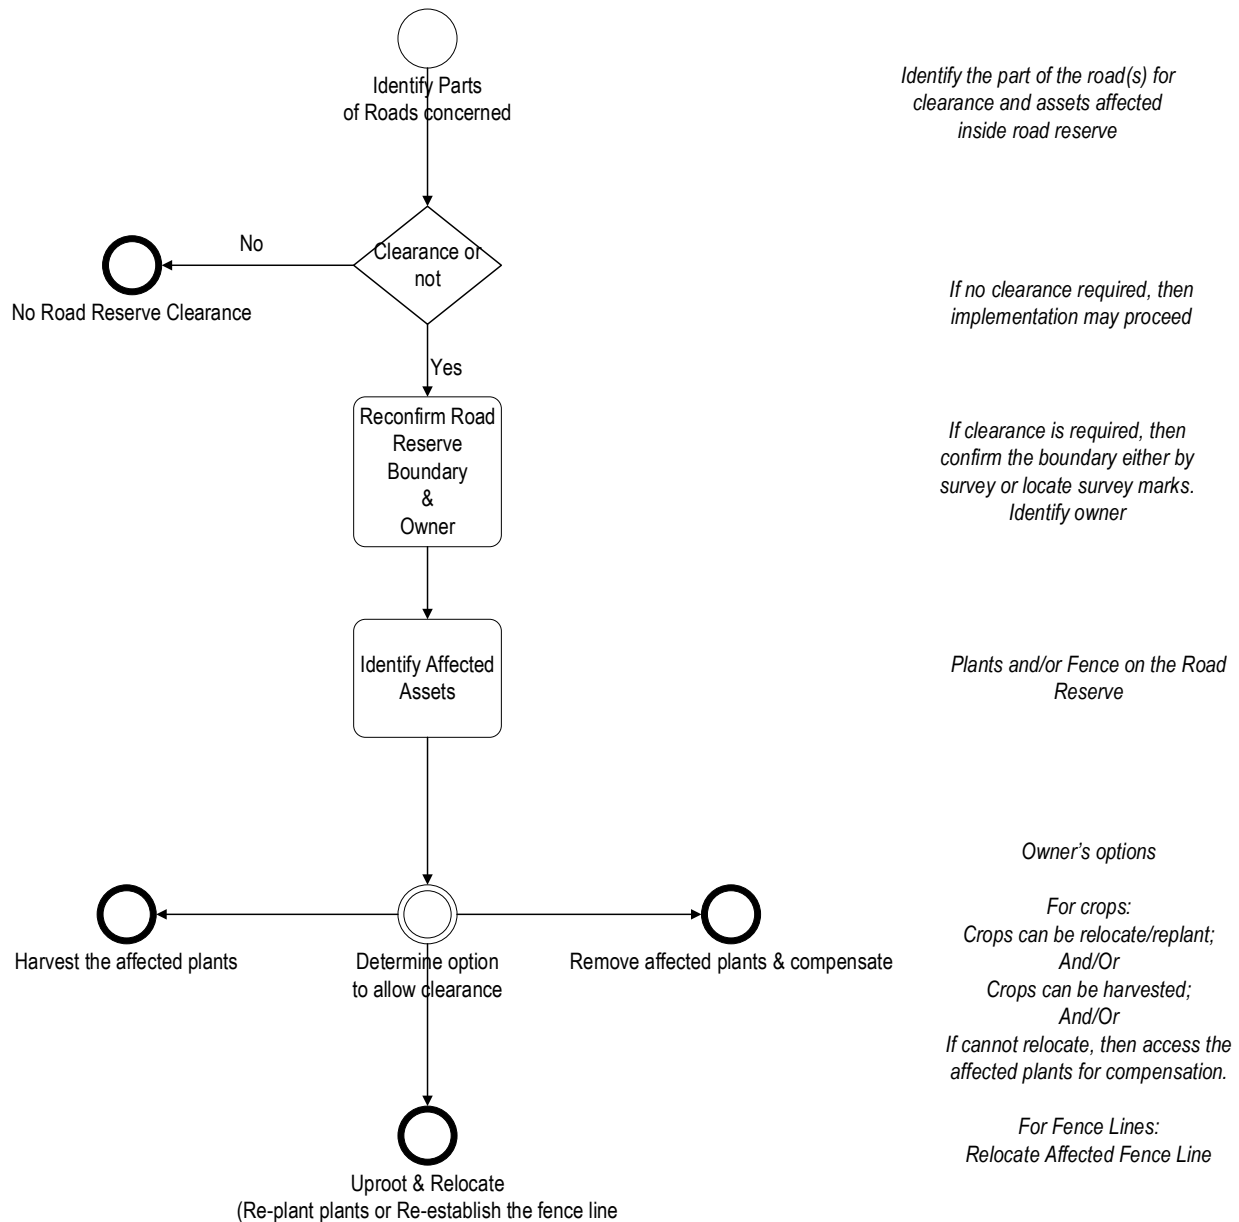 Identify Parts
of Roads concerned
Identify the part of the road(s) for
clearance and assets affected
inside road reserve
No
Clearance or
not
No Road Reserve Clearance
If no clearance required, then
implementation may proceed
Yes
Reconfirm Road
Reserve
Boundary
&
Owner
If clearance is required, then
confirm the boundary either by
survey or locate survey marks.
Identify owner
Identify Affected
Assets
Plants and/or Fence on the Road
Reserve
Harvest the affected plants
Determine option
to allow clearance
Remove affected plants & compensate
Owner's options
For crops:
Crops can be relocate/replant;
And/Or
Crops can be harvested;
And/Or
If cannot relocate, then access the
affected plants for compensation.
For Fence Lines:
Relocate Affected Fence Line
Uproot & Relocate
(Re-plant plants or Re-establish the fence line